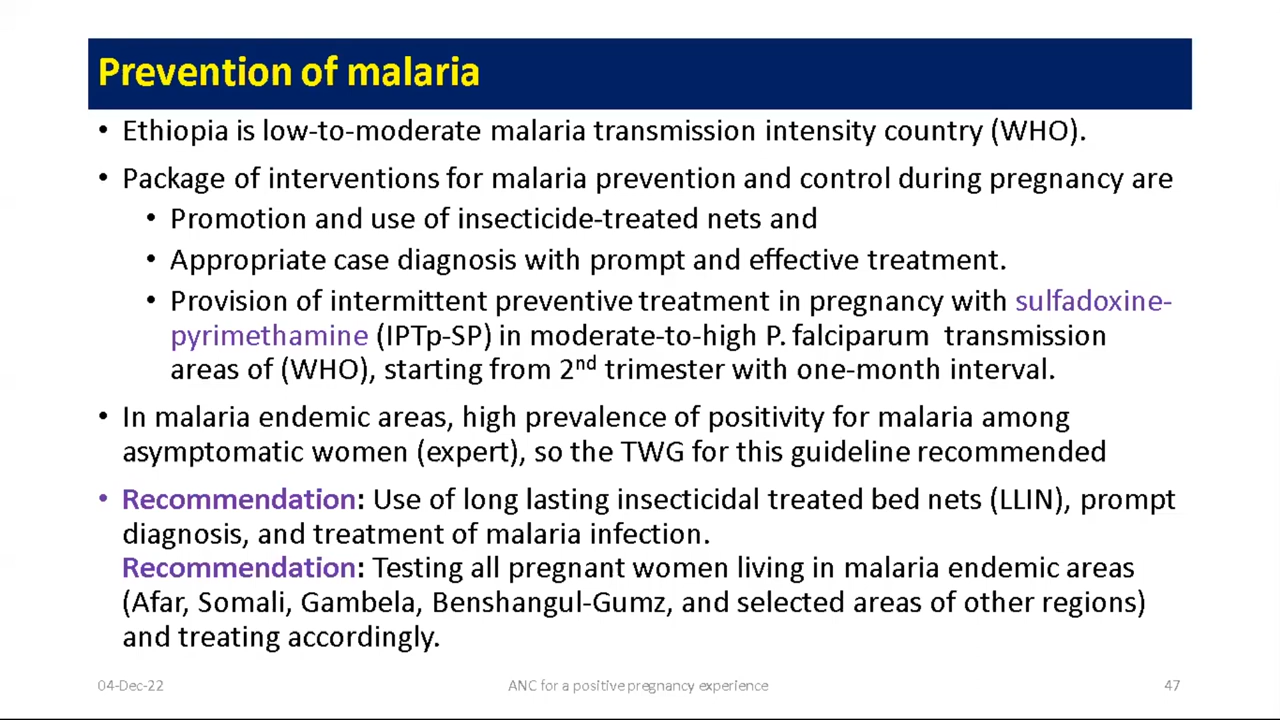 Prevention of malaria
• Ethiopia is low-to-moderate malaria transmission intensity country (WHO).
• Package of interventions for malaria prevention and control during pregnancy are
• Promotion and use of insecticide-treated nets and
• Appropriate case diagnosis with prompt and effective treatment.
• Provision of intermittent preventive treatment in pregnancy with sulfadoxine-
pyrimethamine (IPTp-SP) in moderate-to-high P. falciparum transmission
areas of (WHO), starting from 2nd trimester with one-month interval.
• In malaria endemic areas, high prevalence of positivity for malaria among
asymptomatic women (expert), so the TWG for this guideline recommended
• Recommendation: Use of long lasting insecticidal treated bed nets (LLIN), prompt
diagnosis, and treatment of malaria infection.
Recommendation: Testing all pregnant women living in malaria endemic areas
(Afar, Somali, Gambela, Benshangul-Gumz, and selected areas of other regions)
and treating accordingly.
04-Dec-22 ANC for a positive pregnancy experience 47